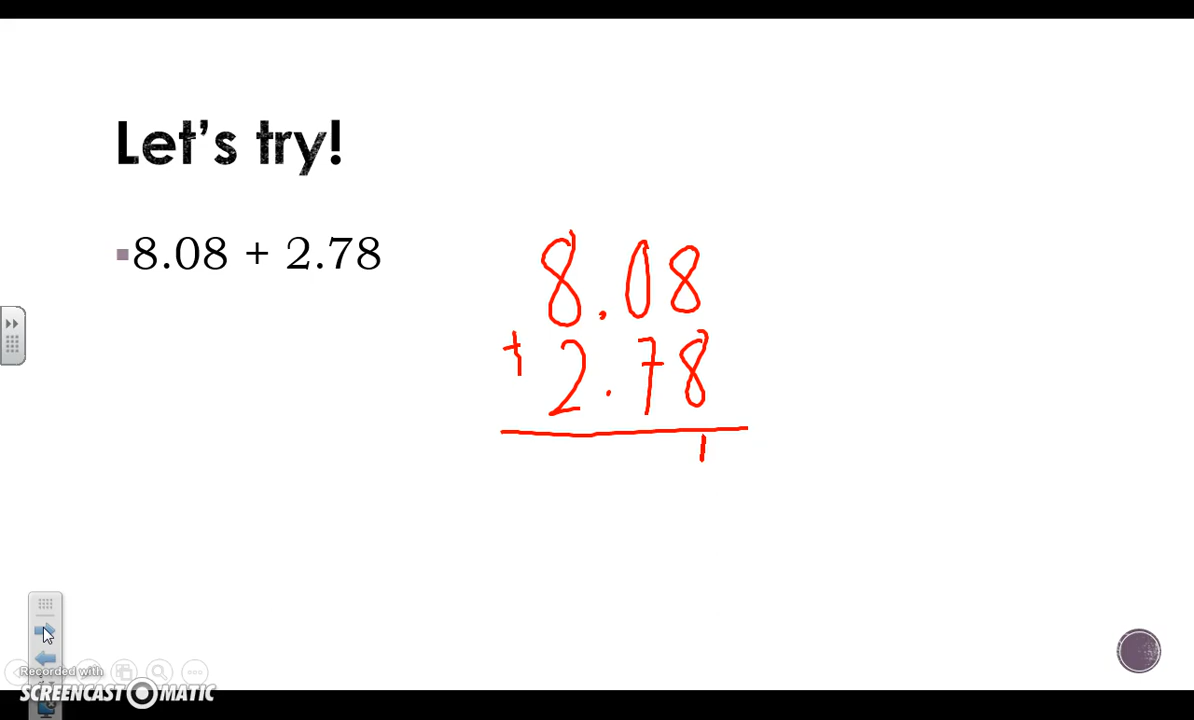 Let's try!
8.08 + 2.78
8.08
+ 2.78
1
Recorded with
SCREENCAST MATIC